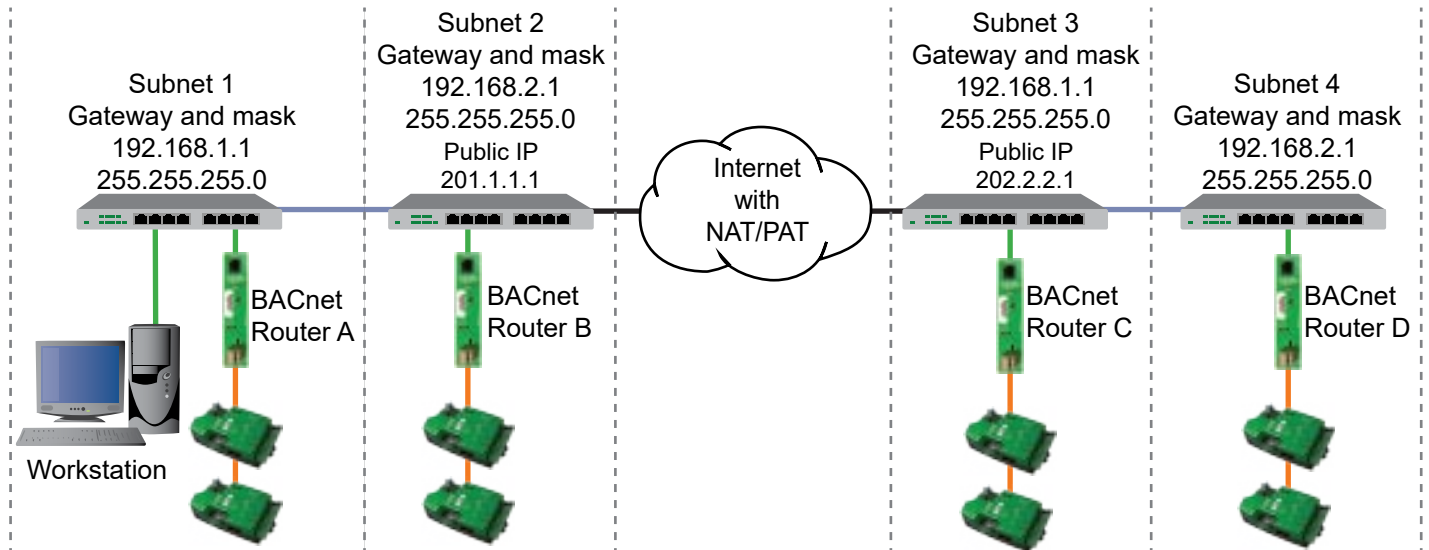 Subnet 1
Gateway and mask
192.168.1.1
255.255.255.0
Subnet 2
Gateway and mask
192.168.2.1
255.255.255.0
Public IP
201.1.1.1
Internet
with
NAT/PAT
Subnet 3
Gateway and mask
192.168.1.1
255.255.255.0
Public IP
202.2.2.1
Subnet 4
Gateway and mask
192.168.2.1
255.255.255.0
BACnet
Router A
BACnet
Router B
BACnet
Router C
BACnet
Router D
Workstation